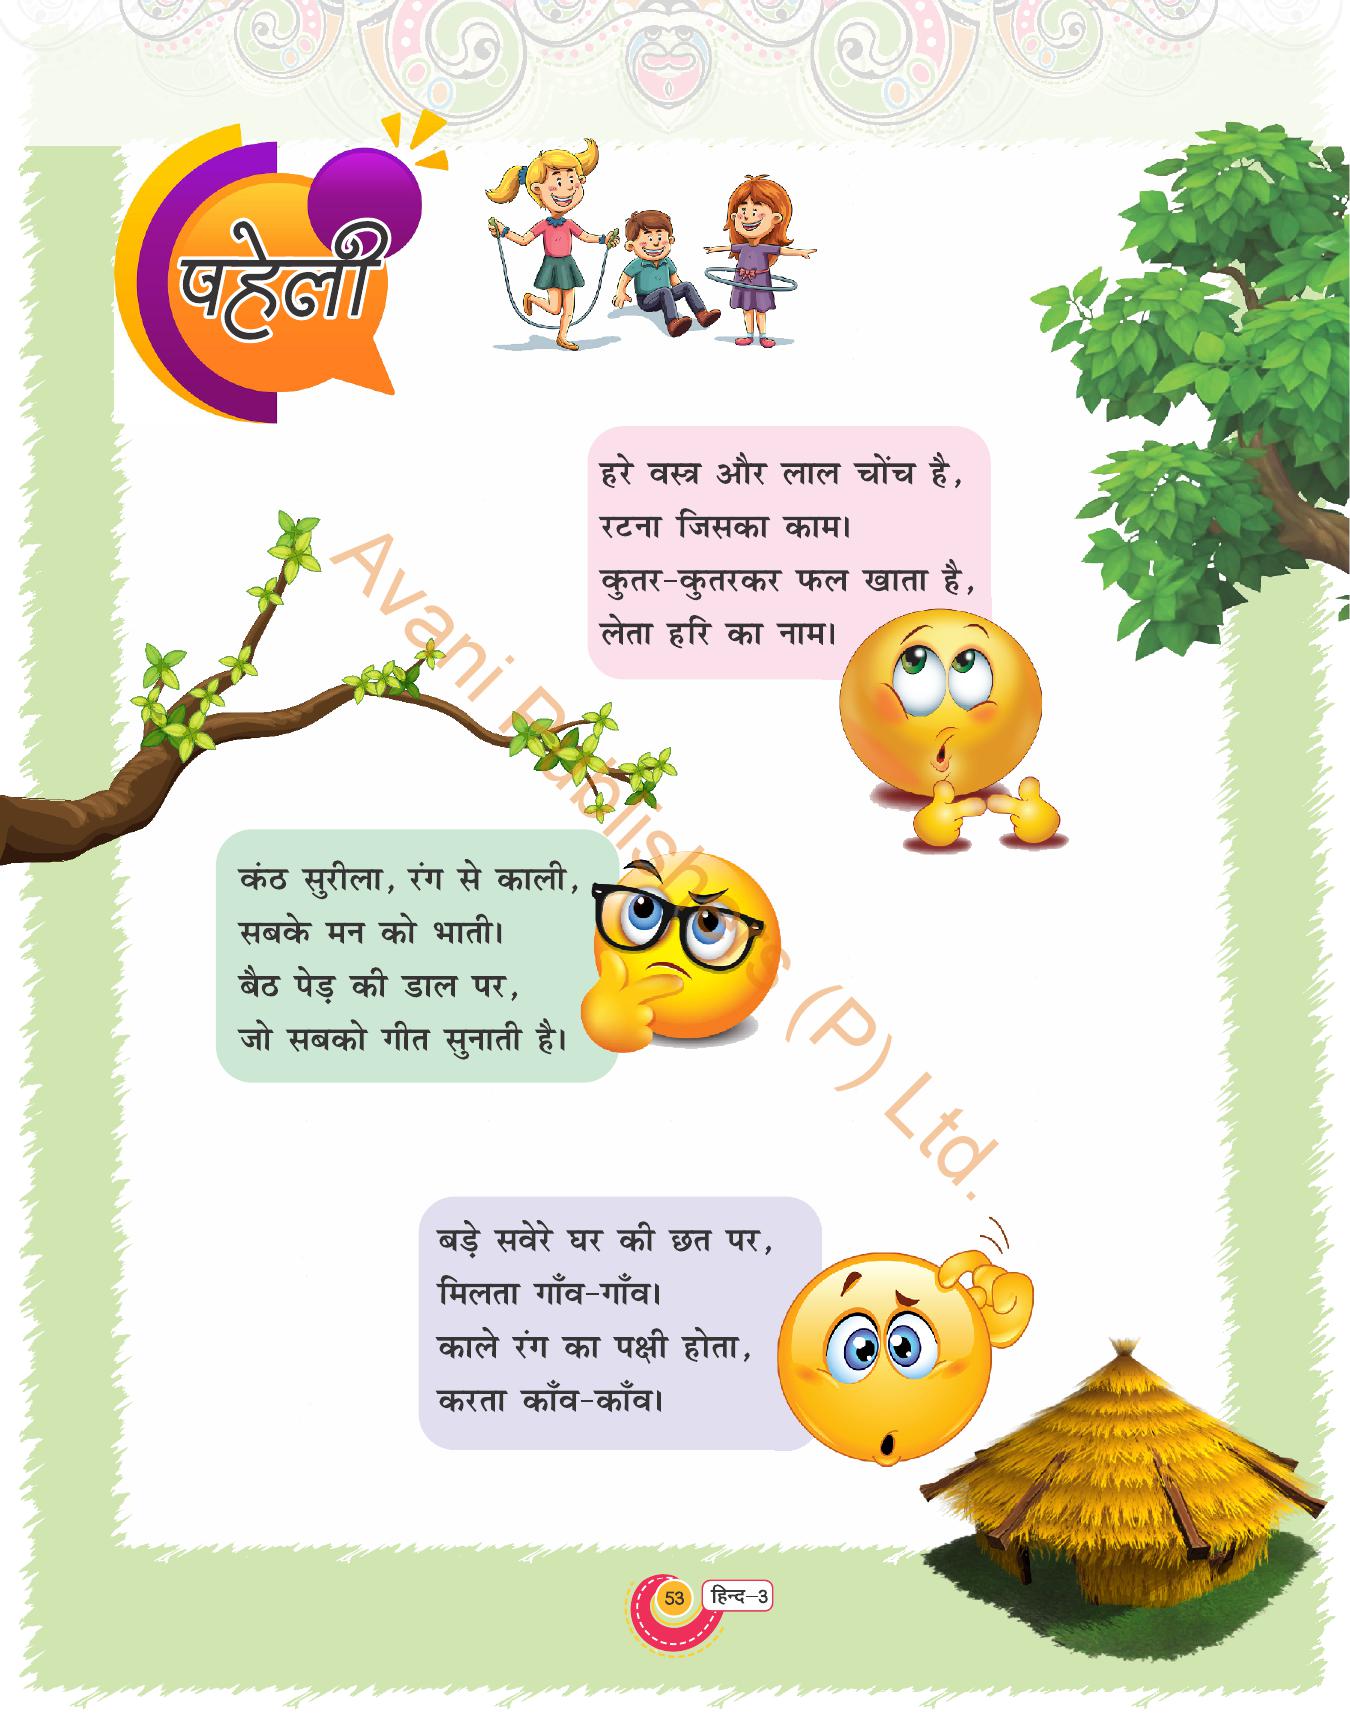 पहेली
हरे वस्त्र और लाल चोंच है,
रटना जिसका काम।
कुतर-कुतरकर फल खाता है,
लेता हरि का नाम।
कंठ सुरीला, रंग से काली,
सबके मन को भाती।
बैठ पेड़ की डाल पर,
जो सबको गीत सुनाती है।
बड़े सवेरे घर की छत पर,
मिलता गाँव-गाँव।
काले रंग का पक्षी होता,
करता काँव-काँव।
Avani Publishers (P) Ltd.
53 हिन्द-3